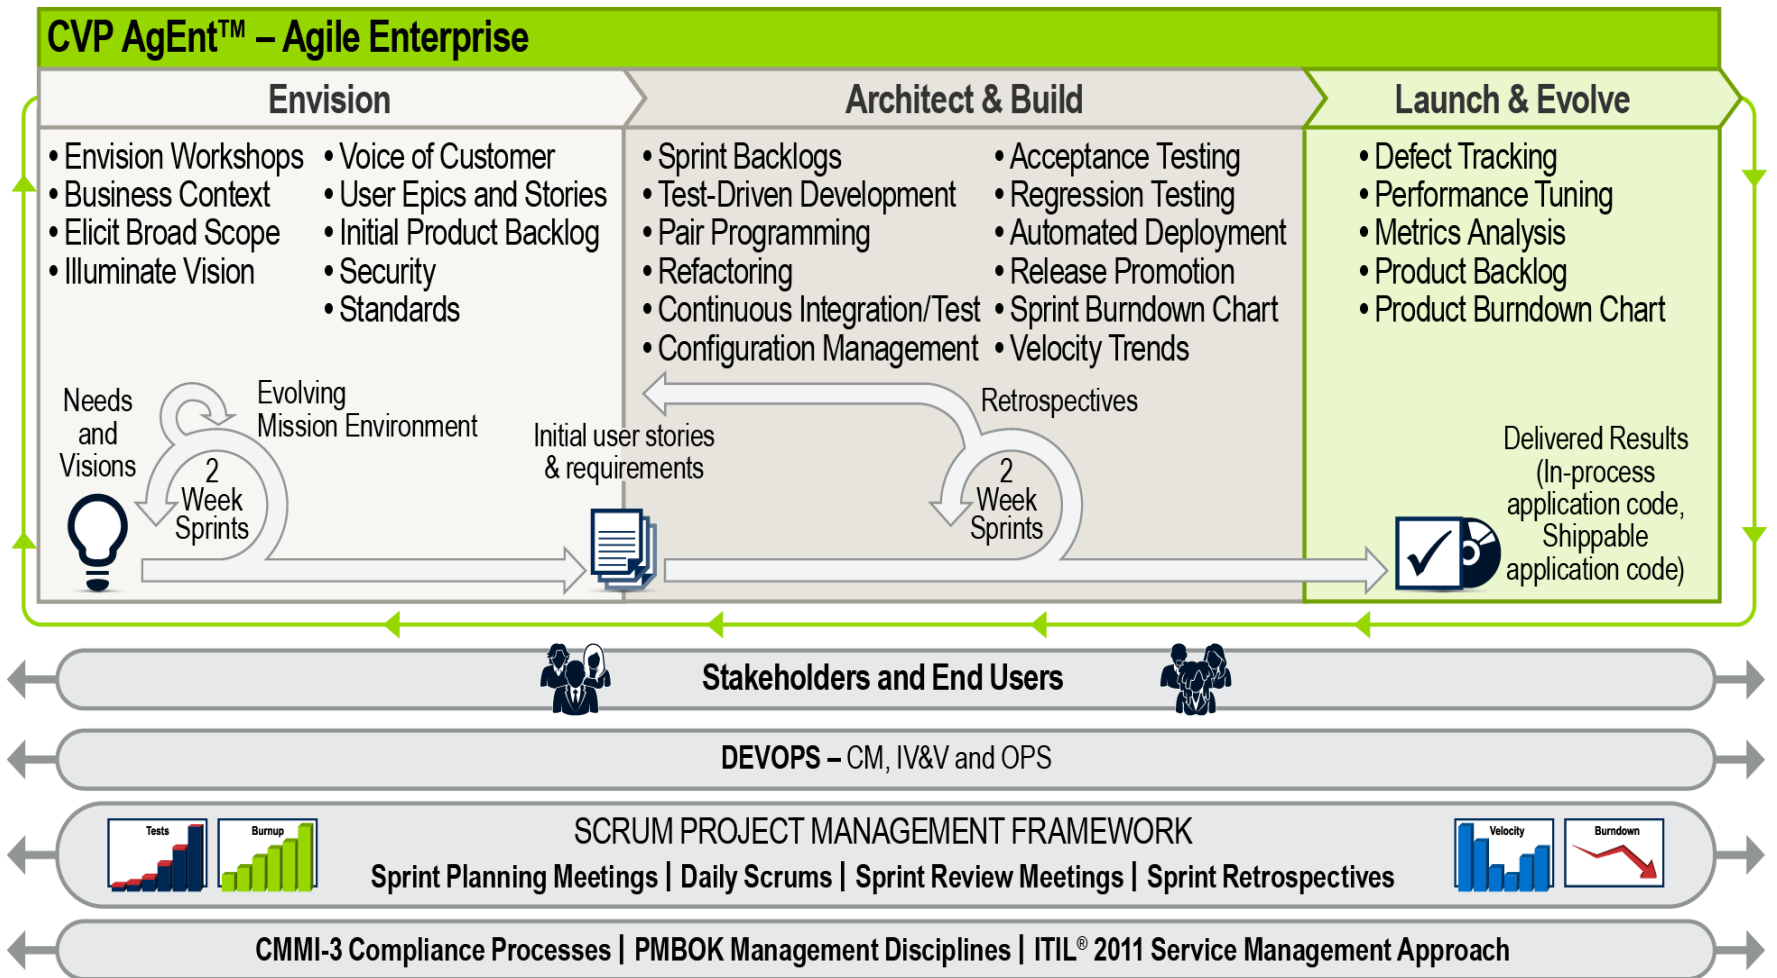 CVP AgEnt™ – Agile Enterprise
Envision
Architect & Build
Launch & Evolve
• Envision Workshops
• Business Context
• Elicit Broad Scope
• Illuminate Vision
• Voice of Customer
• User Epics and Stories
• Initial Product Backlog
• Security
• Standards
• Sprint Backlogs
• Test-Driven Development
• Pair Programming
• Refactoring
• Continuous Integration/Test
• Configuration Management
• Acceptance Testing
• Regression Testing
• Automated Deployment
• Release Promotion
• Sprint Burndown Chart
• Velocity Trends
• Defect Tracking
• Performance Tuning
• Metrics Analysis
• Product Backlog
• Product Burndown Chart
Needs
and
Visions
Evolving
Mission Environment
2
Week
Sprints
Initial user stories
& requirements
Retrospectives
2
Week
Sprints
Delivered Results
(In-process
application code,
Shippable
application code)
Stakeholders and End Users
DEVOPS – CM, IV&V and OPS
Tests
Burnup
SCRUM PROJECT MANAGEMENT FRAMEWORK
Sprint Planning Meetings | Daily Scrums | Sprint Review Meetings | Sprint Retrospectives
Velocity
Burndown
CMMI-3 Compliance Processes | PMBOK Management Disciplines | ITIL® 2011 Service Management Approach